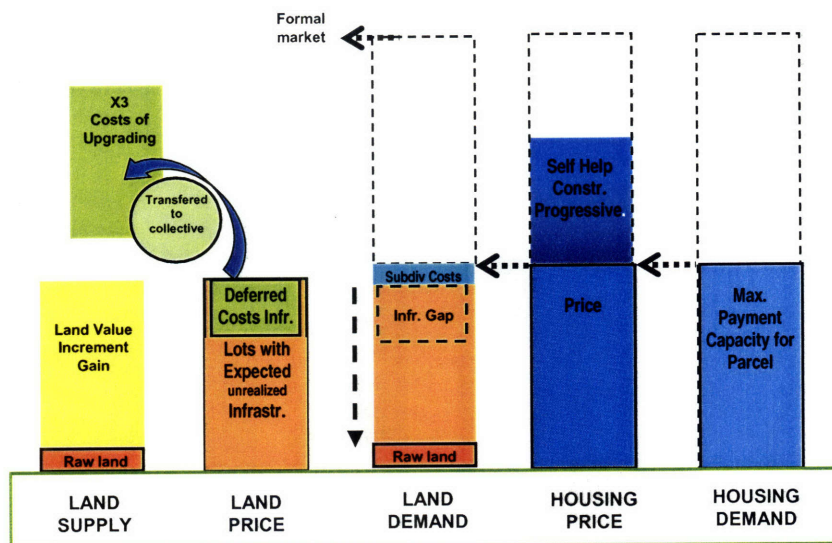 Formal
market
X3
Costs of
Upgrading
Transfered
to
collective
Land Value
Increment
Gain
Raw land
Deferred
Costs Infr.
Lots with
Expected
unrealized
Infrastr.
Subdiv Costs
Infr. Gap
Raw land
Self Help
Constr.
Progressive.
Price
Max.
Payment
Capacity for
Parcel
LAND
SUPPLY
LAND
PRICE
LAND
DEMAND
HOUSING
PRICE
HOUSING
DEMAND